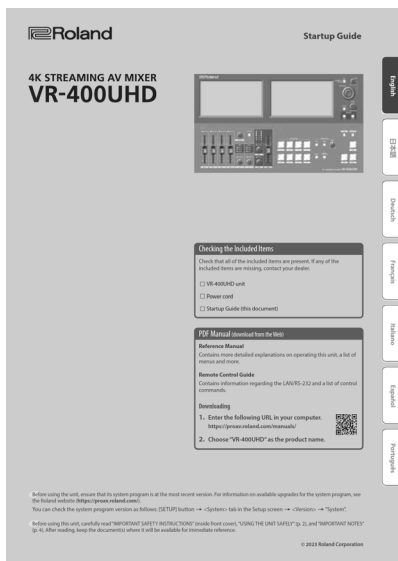 Roland
Startup Guide
4K STREAMING AV MIXER
VR-400UHD
English
日本語
Deutsch
Français
Italiano
Español
Português
Checking the Included Items
Check that all of the included items are present. If any of the
included items are missing, contact your dealer.
VR-400UHD unit
Power cord
Startup Guide (this document)
PDF Manual (download from the Web)
Reference Manual
Contains more detailed explanations on operating this unit, a list of
menus and more.
Remote Control Guide
Contains information regarding the LAN/RS-232 and a list of control
commands.
Downloading
1. Enter the following URL in your computer.
https://proav.roland.com/manuals/
2. Choose "VR-400UHD" as the product name.
Before using the unit, ensure that its system program is at the most recent version. For information on available upgrades for the system program, see
the Roland website (https://proav.roland.com/).
You can check the system program version as follows: [SETUP] button → <System> tab in the Setup screen → <Version> → "System".
Before using this unit, carefully read "IMPORTANT SAFETY INSTRUCTIONS" (inside front cover), "USING THE UNIT SAFELY" (p. 2), and "IMPORTANT NOTES"
(p. 4). After reading, keep the document(s) where it will be available for immediate reference.
© 2023 Roland Corporation